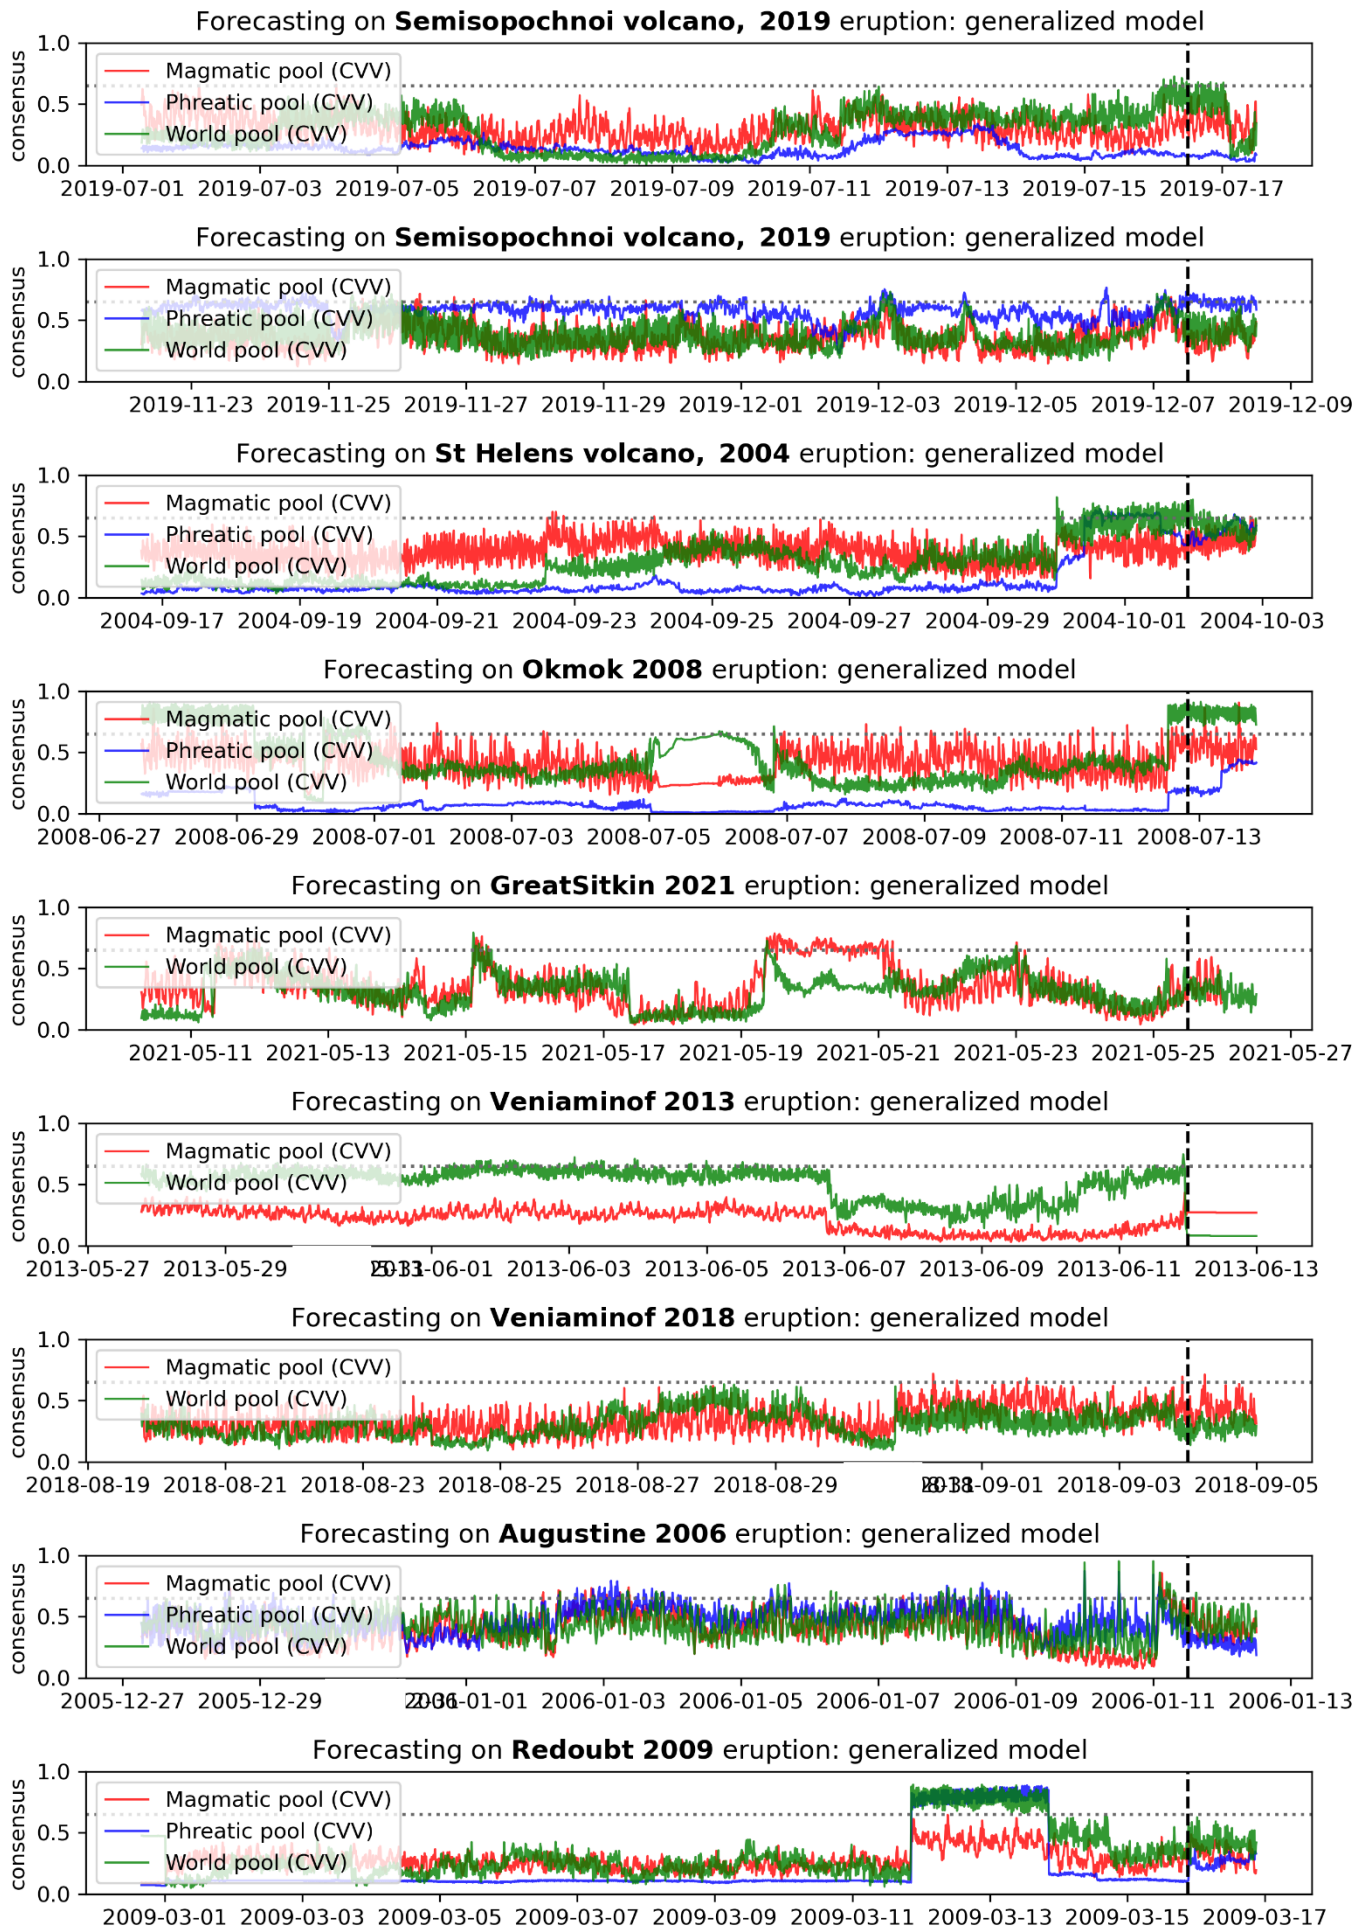 Forecasting on Semisopochnoi volcano, 2019 eruption: generalized model
consensus
1.0
0.5
0.0
Magmatic pool (CVV)
Phreatic pool (CVV)
World pool (CVV)
2019-07-01 2019-07-03 2019-07-05 2019-07-07 2019-07-09 2019-07-11 2019-07-13 2019-07-15 2019-07-17
Forecasting on Semisopochnoi volcano, 2019 eruption: generalized model
consensus
1.0
0.5
0.0
Magmatic pool (CVV)
Phreatic pool (CVV)
World pool (CVV)
2019-11-23 2019-11-25 2019-11-27 2019-11-29 2019-12-01 2019-12-03 2019-12-05 2019-12-07 2019-12-09
Forecasting on St Helens volcano, 2004 eruption: generalized model
consensus
1.0
0.5
0.0
Magmatic pool (CVV)
Phreatic pool (CVV)
World pool (CVV)
2004-09-17 2004-09-19 2004-09-21 2004-09-23 2004-09-25 2004-09-27 2004-09-29 2004-10-01 2004-10-03
Forecasting on Okmok 2008 eruption: generalized model
consensus
1.0
0.5
0.0
Magmatic pool (CVV)
Phreatic pool (CVV)
World pool (CVV)
2008-06-27 2008-06-29 2008-07-01 2008-07-03 2008-07-05 2008-07-07 2008-07-09 2008-07-11 2008-07-13
Forecasting on GreatSitkin 2021 eruption: generalized model
consensus
1.0
0.5
0.0
Magmatic pool (CVV)
World pool (CVV)
2021-05-11 2021-05-13 2021-05-15 2021-05-17 2021-05-19 2021-05-21 2021-05-23 2021-05-25 2021-05-27
Forecasting on Veniaminof 2013 eruption: generalized model
consensus
1.0
0.5
0.0
Magmatic pool (CVV)
World pool (CVV)
2013-05-27 2013-05-29 2013-06-01 2013-06-03 2013-06-05 2013-06-07 2013-06-09 2013-06-11 2013-06-13
Forecasting on Veniaminof 2018 eruption: generalized model
consensus
1.0
0.5
0.0
Magmatic pool (CVV)
World pool (CVV)
2018-08-19 2018-08-21 2018-08-23 2018-08-25 2018-08-27 2018-08-29 2018-09-01 2018-09-03 2018-09-05
Forecasting on Augustine 2006 eruption: generalized model
consensus
1.0
0.5
0.0
Magmatic pool (CVV)
Phreatic pool (CVV)
World pool (CVV)
2005-12-27 2005-12-29 2006-01-01 2006-01-03 2006-01-05 2006-01-07 2006-01-09 2006-01-11 2006-01-13
Forecasting on Redoubt 2009 eruption: generalized model
consensus
1.0
0.5
0.0
Magmatic pool (CVV)
Phreatic pool (CVV)
World pool (CVV)
2009-03-01 2009-03-03 2009-03-05 2009-03-07 2009-03-09 2009-03-11 2009-03-13 2009-03-15 2009-03-17